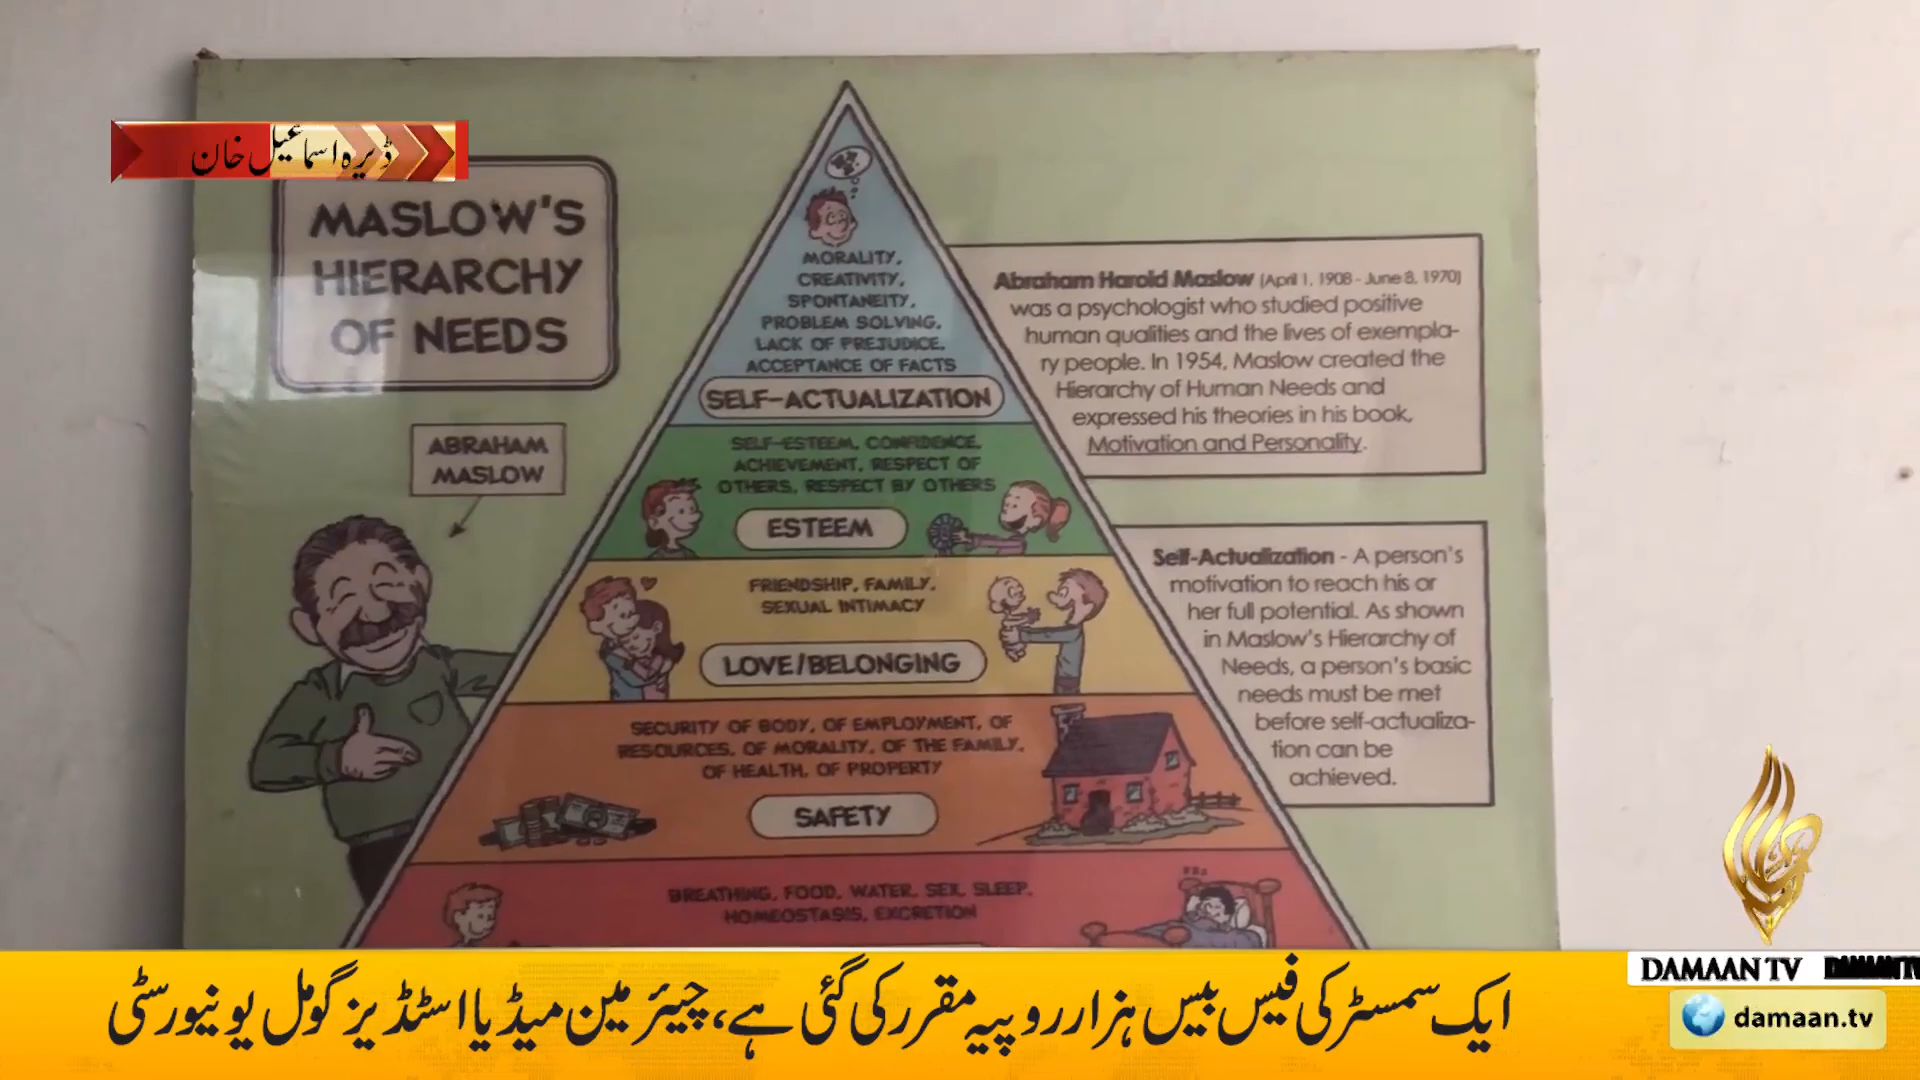 ڈیرہ اسماعیل خان
MASLOW'S
HIERARCHY
OF NEEDS
ABRAHAM
MASLOW
MORALITY,
CREATIVITY,
SPONTANEITY,
PROBLEM SOLVING,
LACK OF PREJUDICE,
ACCEPTANCE OF FACTS
SELF-ACTUALIZATION
SELF-ESTEEM, CONFIDENCE,
ACHIEVEMENT, RESPECT OF
OTHERS, RESPECT BY OTHERS
ESTEEM
FRIENDSHIP, FAMILY,
SEXUAL INTIMACY
LOVE/BELONGING
SECURITY OF BODY, OF EMPLOYMENT, OF
RESOURCES, OF MORALITY, OF THE FAMILY,
OF HEALTH, OF PROPERTY
SAFETY
BREATHING, FOOD, WATER, SEX, SLEEP,
HOMEOSTASIS, EXCRETION
Abraham Harold Maslow (April 1, 1908 - June 8, 1970)
was a psychologist who studied positive
human qualities and the lives of exempla-
ry people. In 1954, Maslow created the
Hierarchy of Human Needs and
expressed his theories in his book,
Motivation and Personality.
Self-Actualization - A person's
motivation to reach his or
her full potential. As shown
in Maslow's Hierarchy of
Needs, a person's basic
needs must be met
before self-actualiza-
tion can be
achieved.
ایک سمسٹر کی فیس بیس ہزار روپیہ مقرر کی گئی ہے، چیئرمین میڈیا اسٹڈیز گومل یونیورسٹی
DAMAAN TV
damaan.tv